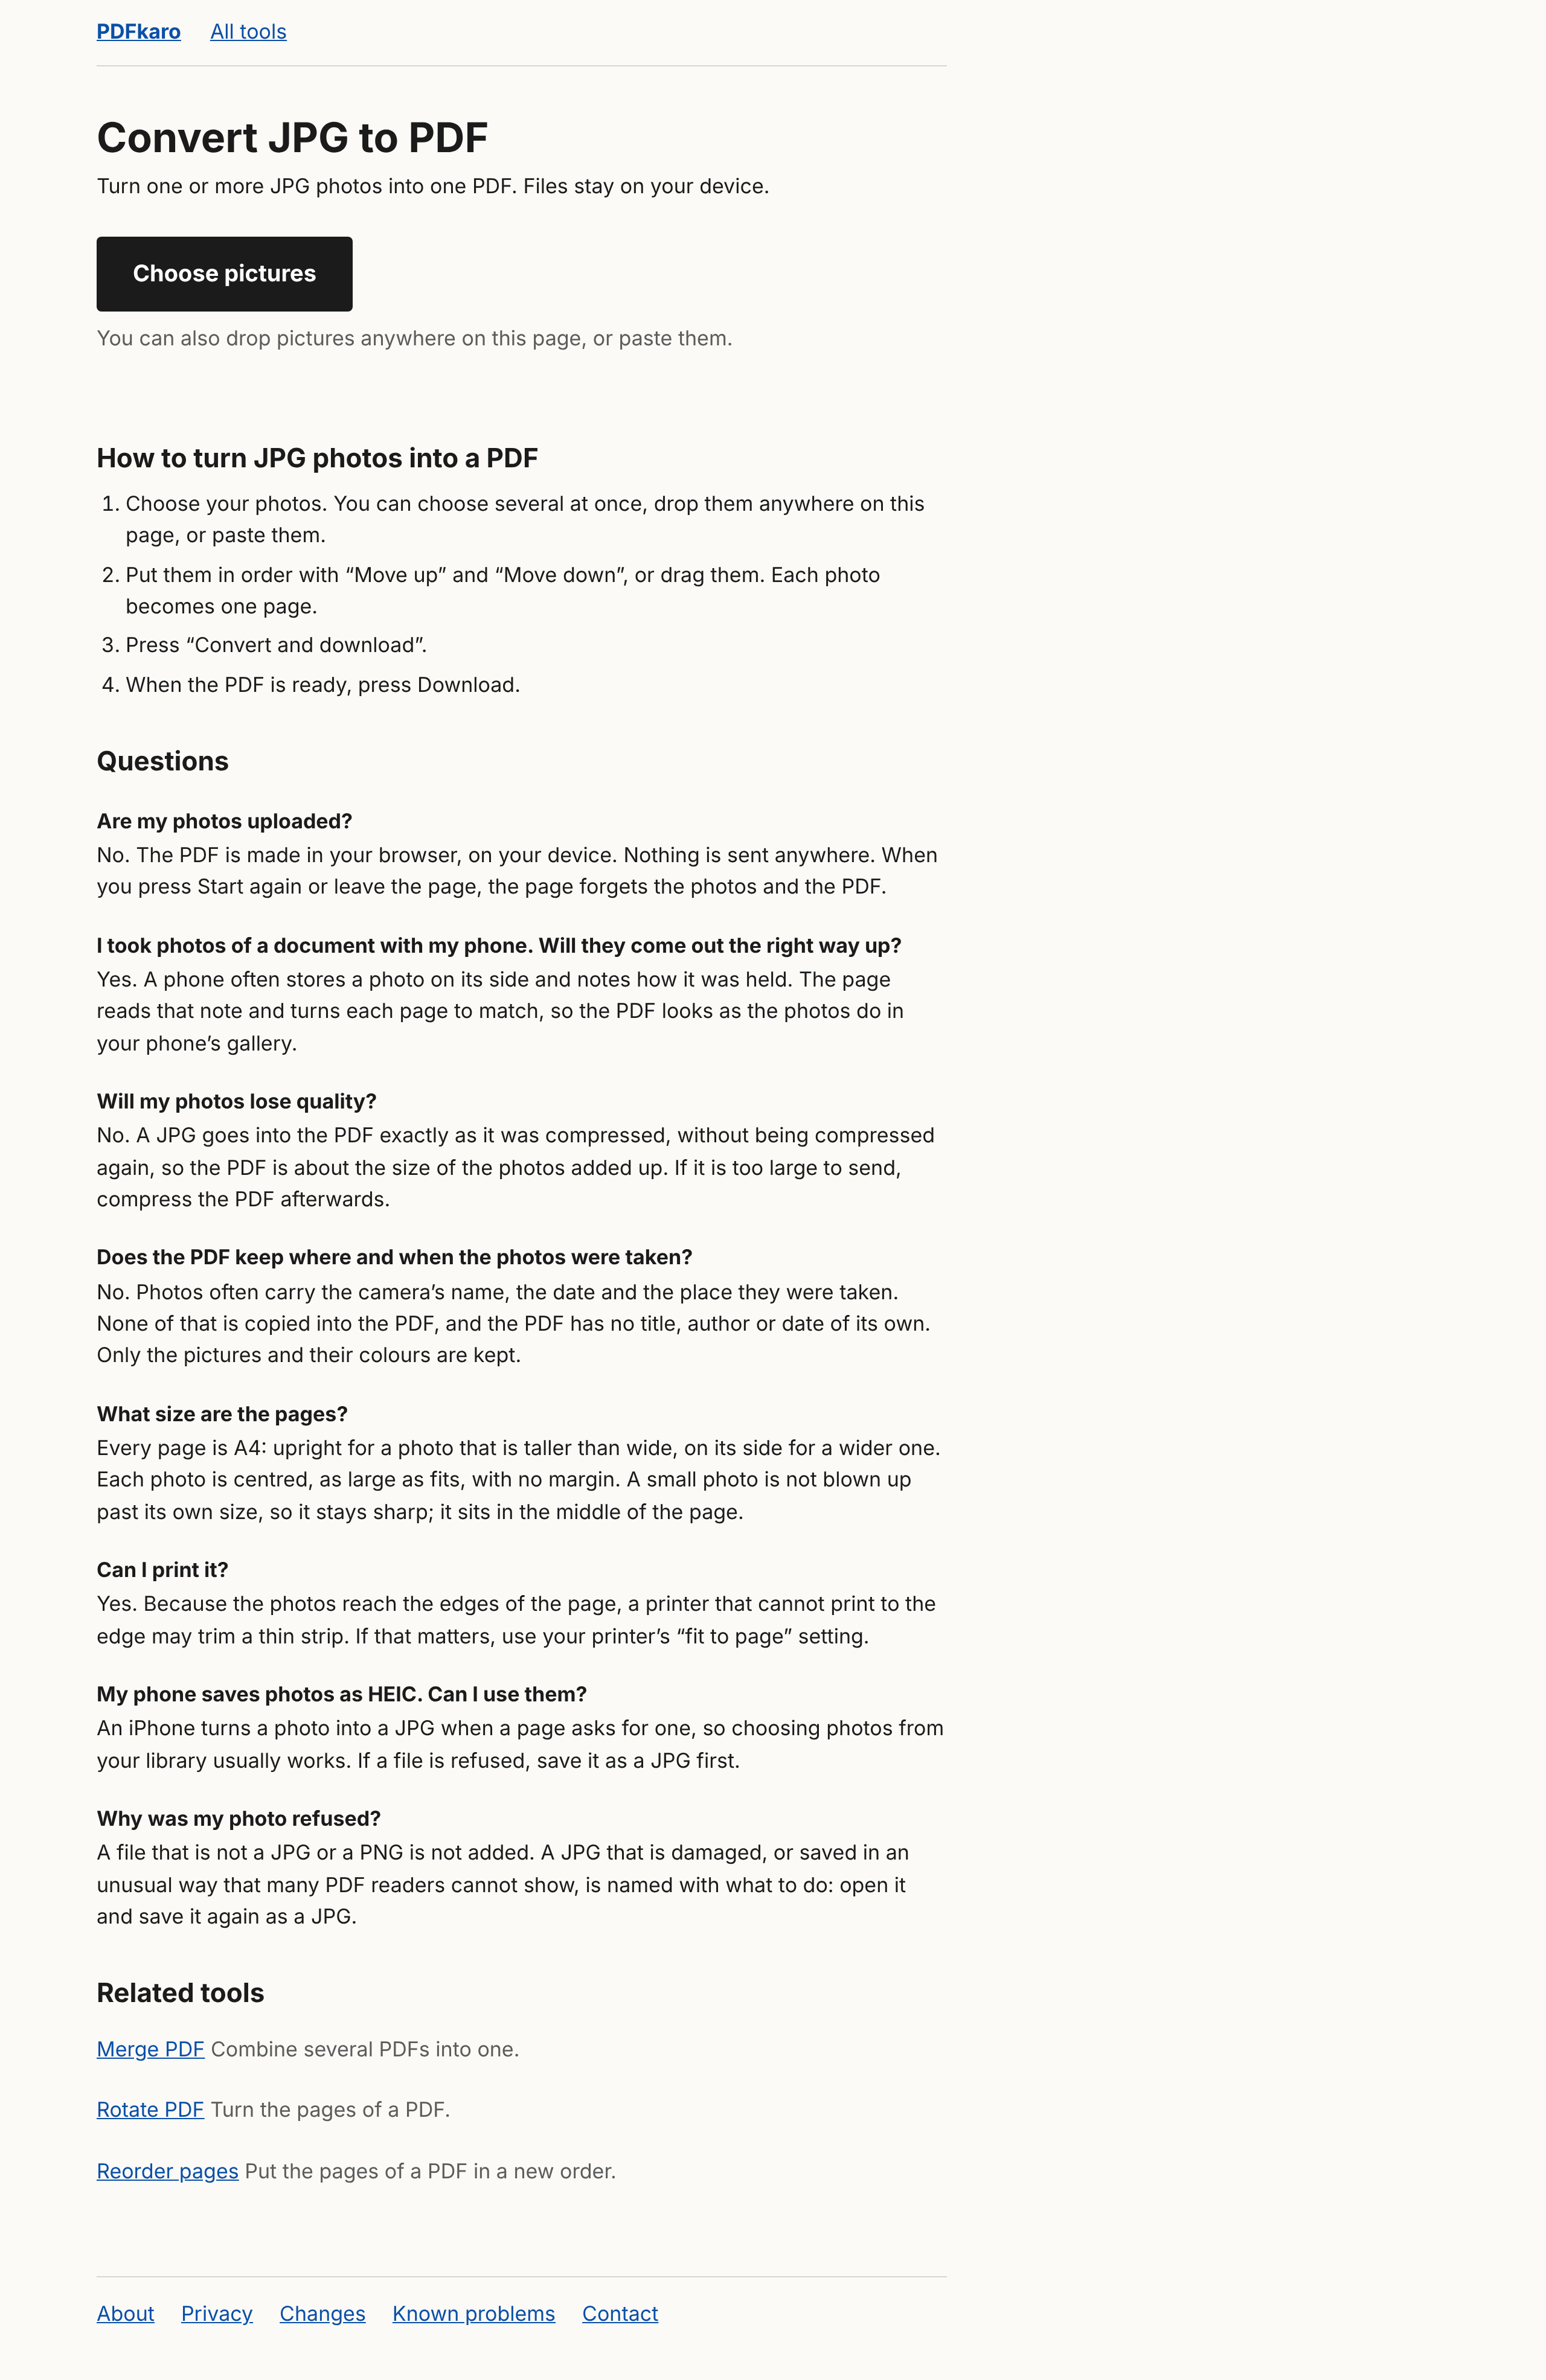 PDFkaro All tools
Convert JPG to PDF
Turn one or more JPG photos into one PDF. Files stay on your device.
Choose pictures
You can also drop pictures anywhere on this page, or paste them.
How to turn JPG photos into a PDF
1. Choose your photos. You can choose several at once, drop them anywhere on this
page, or paste them.
2. Put them in order with “Move up” and “Move down”, or drag them. Each photo
becomes one page.
3. Press “Convert and download”.
4. When the PDF is ready, press Download.
Questions
Are my photos uploaded?
No. The PDF is made in your browser, on your device. Nothing is sent anywhere. When
you press Start again or leave the page, the page forgets the photos and the PDF.
I took photos of a document with my phone. Will they come out the right way up?
Yes. A phone often stores a photo on its side and notes how it was held. The page
reads that note and turns each page to match, so the PDF looks as the photos do in
your phone’s gallery.
Will my photos lose quality?
No. A JPG goes into the PDF exactly as it was compressed, without being compressed
again, so the PDF is about the size of the photos added up. If it is too large to send,
compress the PDF afterwards.
Does the PDF keep where and when the photos were taken?
No. Photos often carry the camera’s name, the date and the place they were taken.
None of that is copied into the PDF, and the PDF has no title, author or date of its own.
Only the pictures and their colours are kept.
What size are the pages?
Every page is A4: upright for a photo that is taller than wide, on its side for a wider one.
Each photo is centred, as large as fits, with no margin. A small photo is not blown up
past its own size, so it stays sharp; it sits in the middle of the page.
Can I print it?
Yes. Because the photos reach the edges of the page, a printer that cannot print to the
edge may trim a thin strip. If that matters, use your printer’s “fit to page” setting.
My phone saves photos as HEIC. Can I use them?
An iPhone turns a photo into a JPG when a page asks for one, so choosing photos from
your library usually works. If a file is refused, save it as a JPG first.
Why was my photo refused?
A file that is not a JPG or a PNG is not added. A JPG that is damaged, or saved in an
unusual way that many PDF readers cannot show, is named with what to do: open it
and save it again as a JPG.
Related tools
Merge PDF Combine several PDFs into one.
Rotate PDF Turn the pages of a PDF.
Reorder pages Put the pages of a PDF in a new order.
About Privacy Changes Known problems Contact